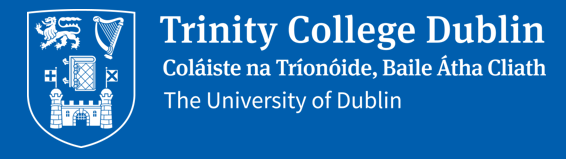 Trinity College Dublin
Coláiste na Tríonóide, Baile Átha Cliath
The University of Dublin